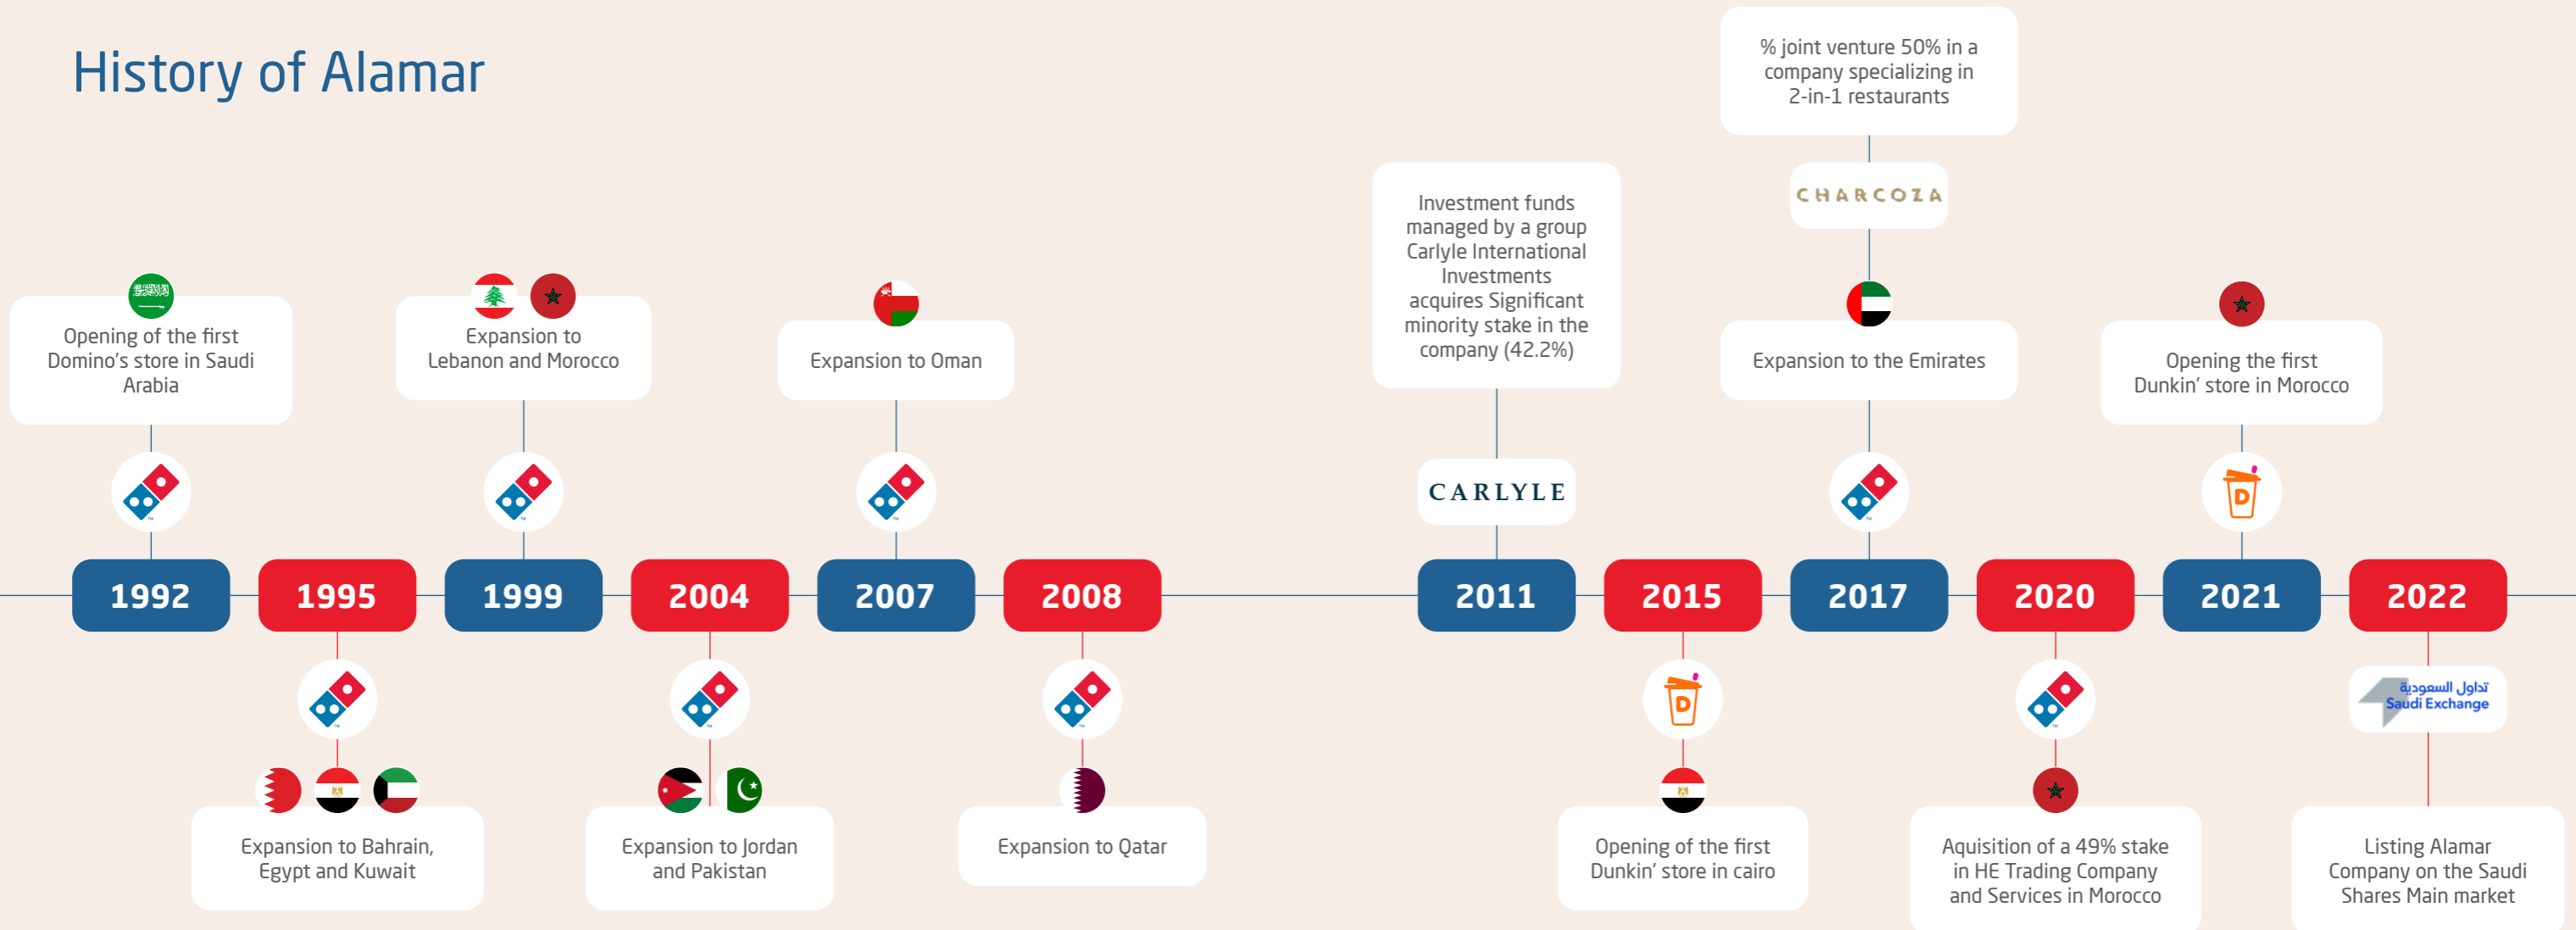 History of Alamar
% joint venture 50% in a
company specializing in
2-in-1 restaurants
CHARCOZA
Investment funds
managed by a group
Carlyle International
Investments
acquires Significant
minority stake in the
company (42.2%)
CARLYLE
Opening of the first
Domino's store in Saudi
Arabia
Expansion to
Lebanon and Morocco
Expansion to Oman
Expansion to the Emirates
Opening the first
Dunkin' store in Morocco
D
1992
1995
1999
2004
2007
2008
2011
2015
2017
2020
2021
2022
D
تداول السعودية
Saudi Exchange
Expansion to Bahrain,
Egypt and Kuwait
Expansion to Jordan
and Pakistan
Expansion to Qatar
Opening of the first
Dunkin' store in cairo
Aquisition of a 49% stake
in HE Trading Company
and Services in Morocco
Listing Alamar
Company on the Saudi
Shares Main market